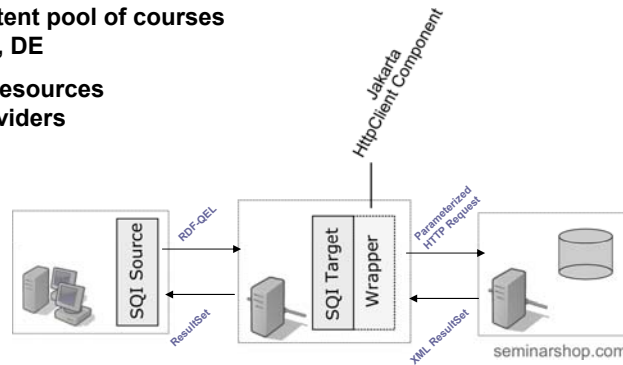 tent pool of courses
, DE
esources
viders
Jakarta
HttpClient Component
SQI Source
RDF-QEL
ResultSet
SQI Target
Wrapper
Parameterized
HTTP Request
XML ResultSet
seminarshop.com